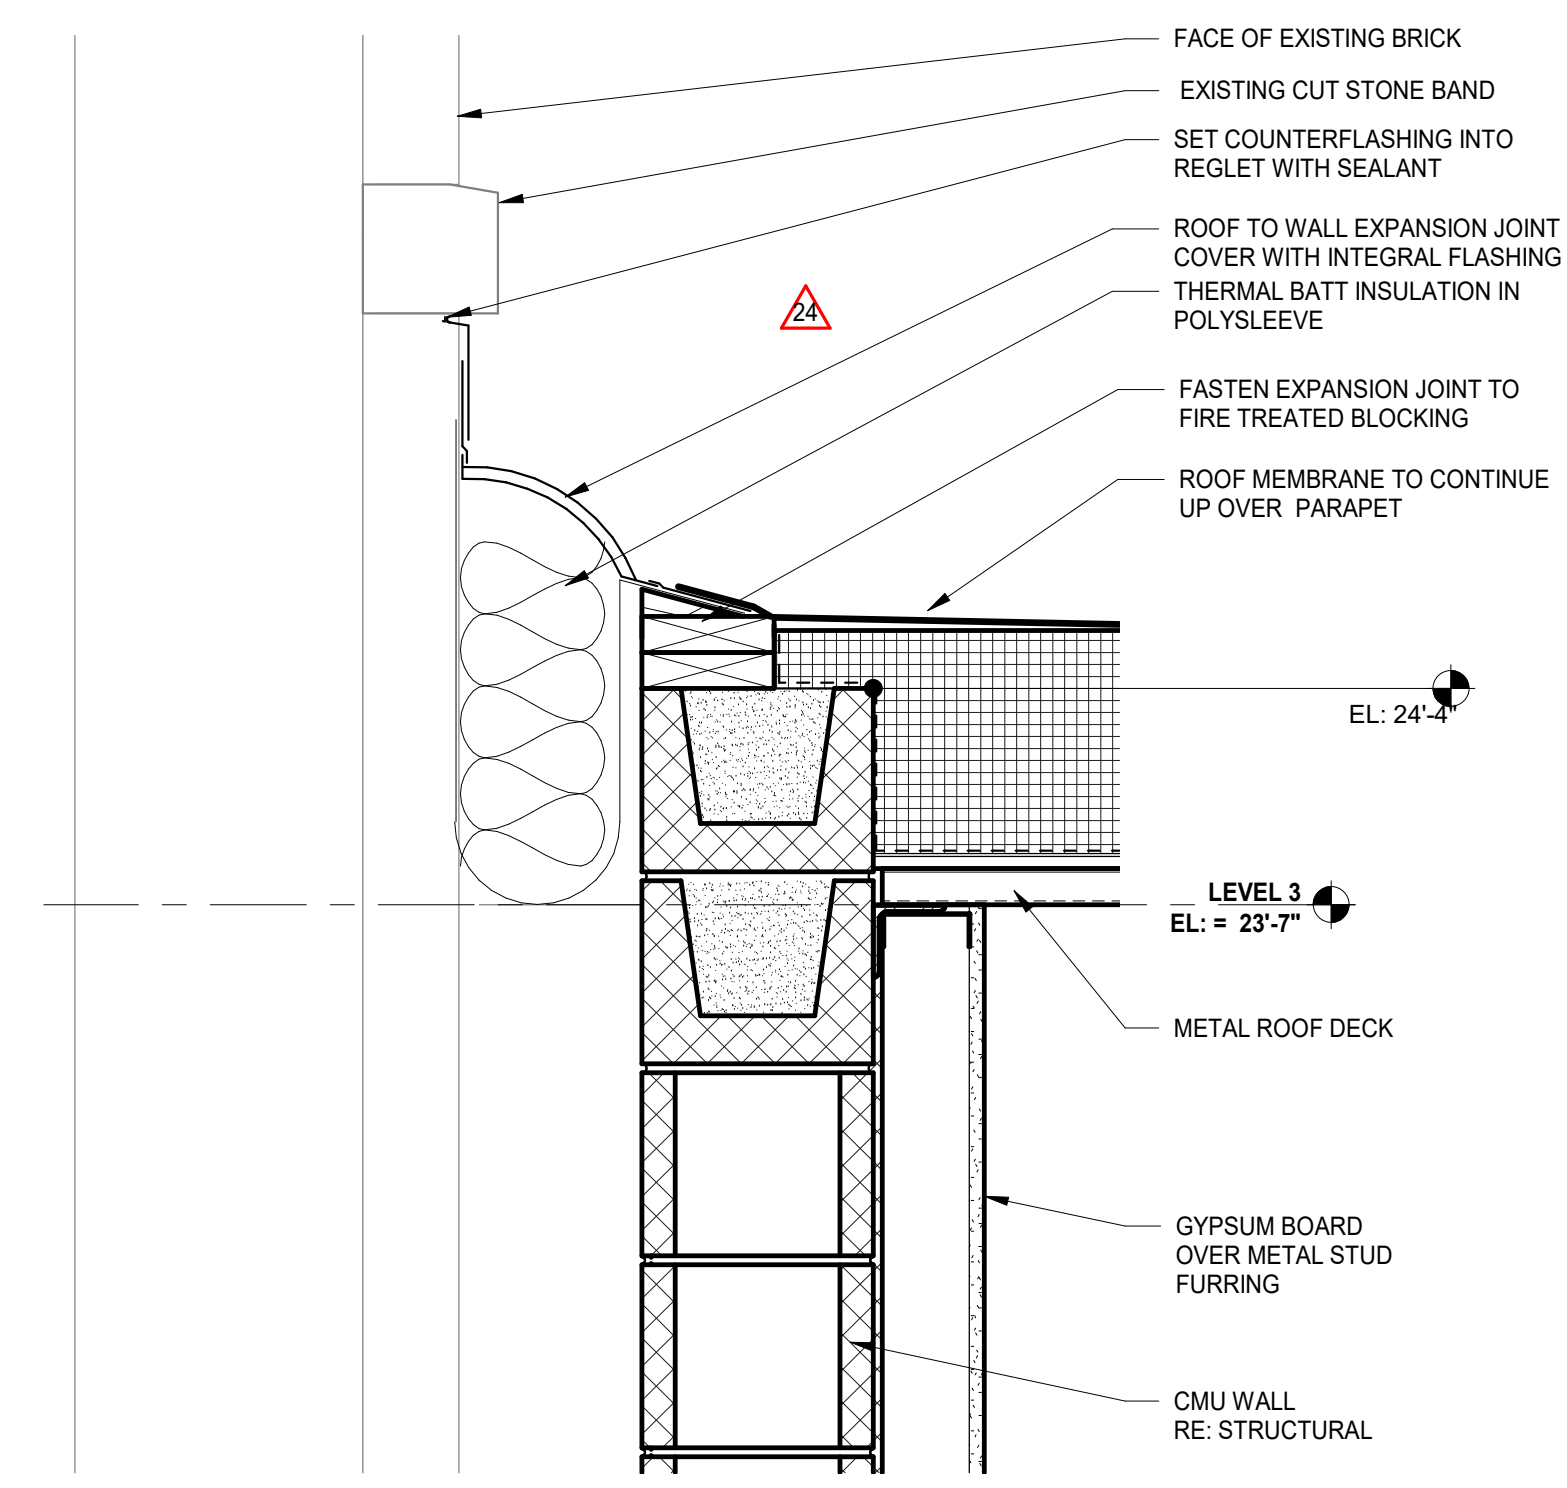 FACE OF EXISTING BRICK
EXISTING CUT STONE BAND
SET COUNTERFLASHING INTO
REGLET WITH SEALANT
ROOF TO WALL EXPANSION JOINT
COVER WITH INTEGRAL FLASHING
THERMAL BATT INSULATION IN
POLYSLEEVE
24
FASTEN EXPANSION JOINT TO
FIRE TREATED BLOCKING
ROOF MEMBRANE TO CONTINUE
UP OVER PARAPET
EL: 24'-4"
LEVEL 3
EL: = 23'-7"
METAL ROOF DECK
GYPSUM BOARD
OVER METAL STUD
FURRING
CMU WALL
RE: STRUCTURAL